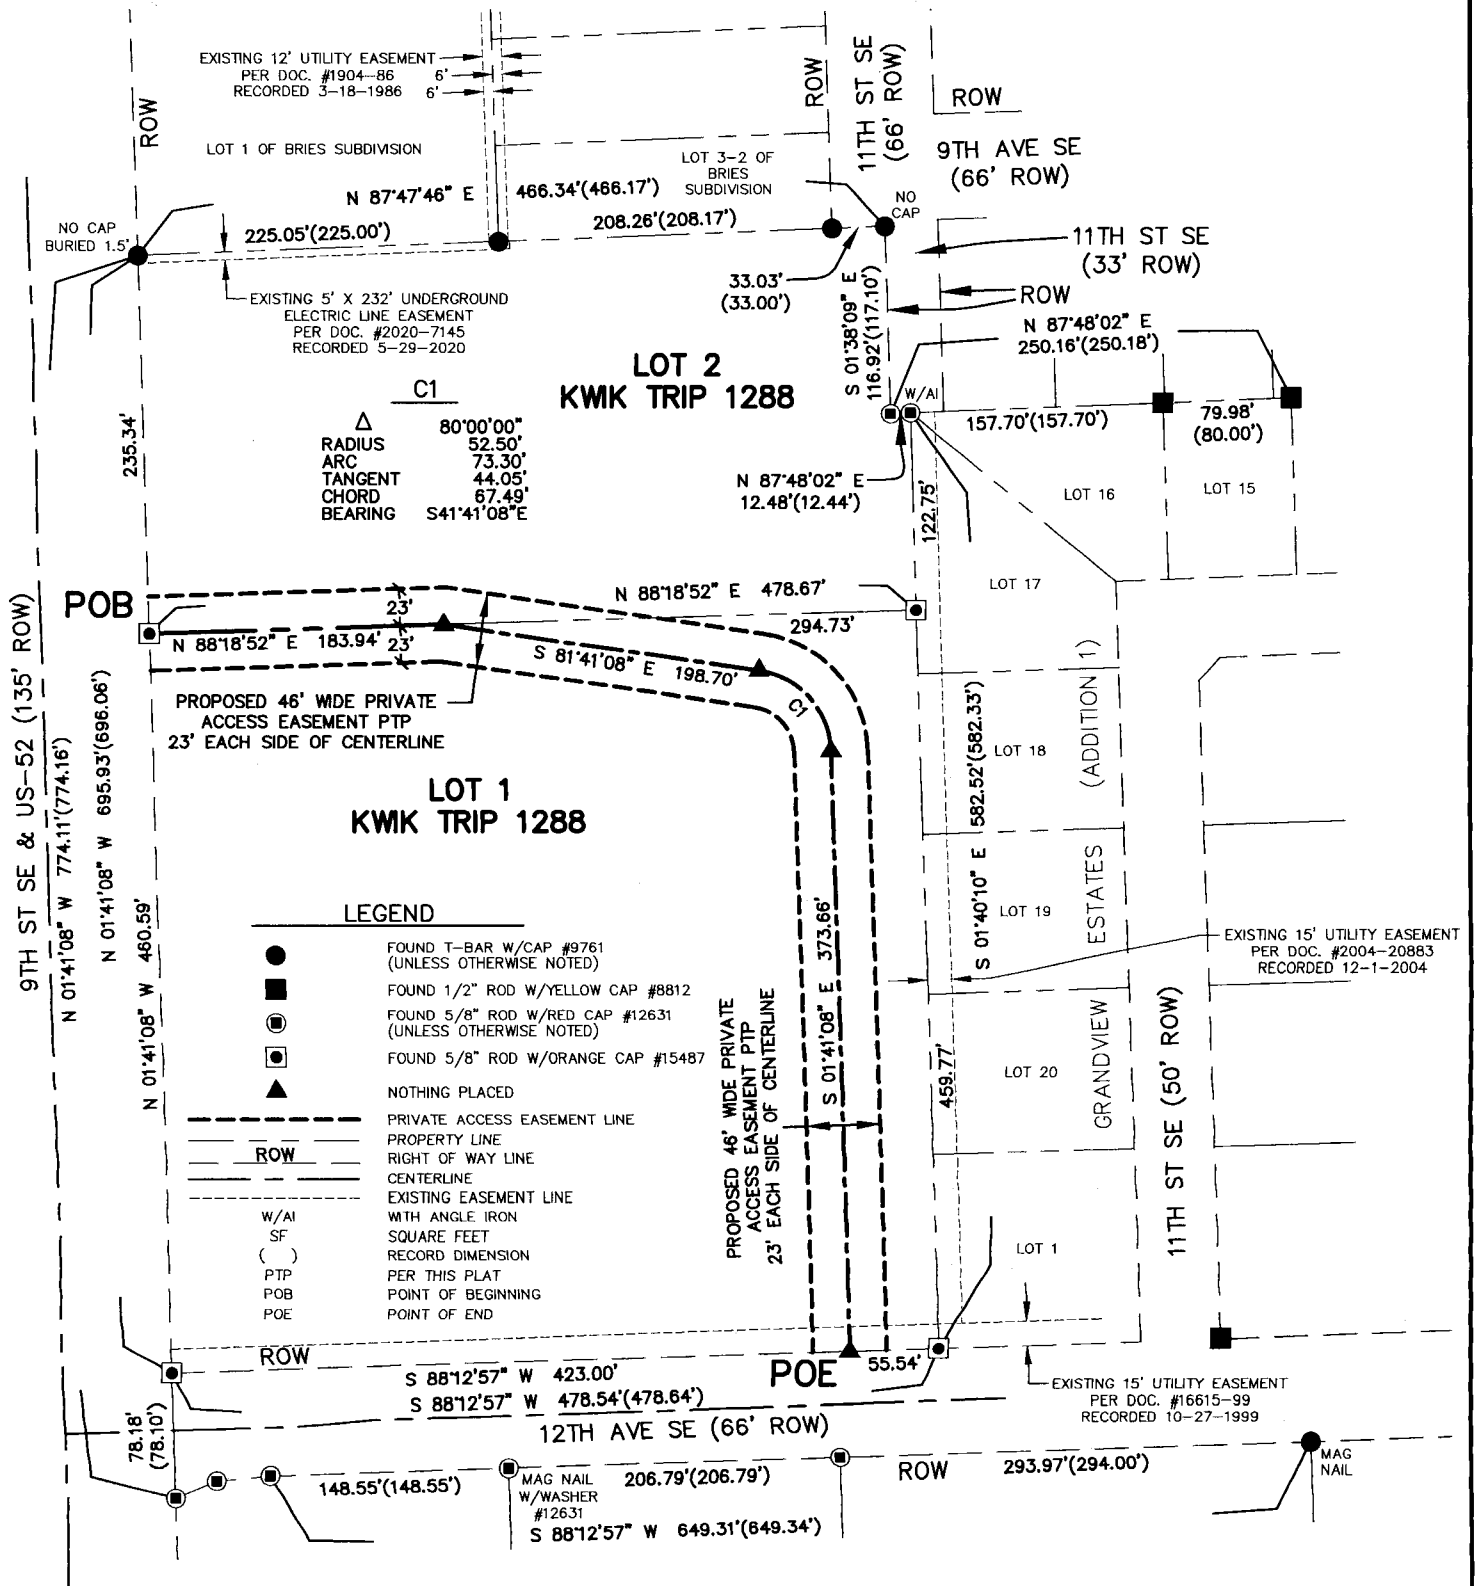 EXISTING 12' UTILITY EASEMENT
PER DOC. #1904-86
RECORDED 3-18-1986
6'
6'
ROW
LOT 1 OF BRIES SUBDIVISION
LOT 3-2 OF
BRIES
SUBDIVISION
ROW
11TH ST SE
(66' ROW)
ROW
9TH AVE SE
(66' ROW)
N 87°47'46" E 466.34'(466.17')
NO CAP
BURIED 1.5'
225.05'(225.00')
208.26'(208.17')
NO
CAP
33.03'
(33.00')
11TH ST SE
(33' ROW)
ROW
EXISTING 5' X 232' UNDERGROUND
ELECTRIC LINE EASEMENT
PER DOC. #2020-7145
RECORDED 5-29-2020
S 01°38'09" E
116.92'(117.10')
N 87°48'02" E
250.16'(250.18')
LOT 2
KWIK TRIP 1288
C1
Δ 80°00'00"
RADIUS 52.50'
ARC 73.30'
TANGENT 44.05'
CHORD 67.49'
BEARING S41°41'08"E
235.34'
W/AI
157.70'(157.70')
79.98'
(80.00')
N 87°48'02" E
12.48'(12.44')
122.75'
LOT 16
LOT 15
LOT 17
POB
N 88°18'52" E 478.67'
23'
23'
N 88°18'52" E 183.94'
294.73'
S 81°41'08" E 198.70'
C1
PROPOSED 46' WIDE PRIVATE
ACCESS EASEMENT PTP
23' EACH SIDE OF CENTERLINE
9TH ST SE & US-52 (135' ROW)
N 01°41'08" W 774.11'(774.16')
N 01°41'08" W 695.93'(696.06')
N 01°41'08" W 460.59'
LOT 1
KWIK TRIP 1288
LOT 18
LOT 19
LOT 20
LOT 1
GRANDVIEW ESTATES (ADDITION 1)
S 01°40'10" E 582.52'(582.33')
459.77'
S 01°41'08" E 373.66'
PROPOSED 46' WIDE PRIVATE
ACCESS EASEMENT PTP
23' EACH SIDE OF CENTERLINE
EXISTING 15' UTILITY EASEMENT
PER DOC. #2004-20883
RECORDED 12-1-2004
11TH ST SE (50' ROW)
LEGEND
FOUND T-BAR W/CAP #9761
(UNLESS OTHERWISE NOTED)
FOUND 1/2" ROD W/YELLOW CAP #8812
FOUND 5/8" ROD W/RED CAP #12631
(UNLESS OTHERWISE NOTED)
FOUND 5/8" ROD W/ORANGE CAP #15487
NOTHING PLACED
PRIVATE ACCESS EASEMENT LINE
PROPERTY LINE
ROW RIGHT OF WAY LINE
CENTERLINE
EXISTING EASEMENT LINE
W/AI WITH ANGLE IRON
SF SQUARE FEET
( ) RECORD DIMENSION
PTP PER THIS PLAT
POB POINT OF BEGINNING
POE POINT OF END
ROW
S 88°12'57" W 423.00'
POE
55.54'
S 88°12'57" W 478.54'(478.64')
12TH AVE SE (66' ROW)
EXISTING 15' UTILITY EASEMENT
PER DOC. #16615-99
RECORDED 10-27-1999
78.18'
(78.10')
148.55'(148.55')
MAG NAIL
W/WASHER
#12631
206.79'(206.79')
ROW
293.97'(294.00')
MAG
NAIL
S 88°12'57" W 649.31'(649.34')